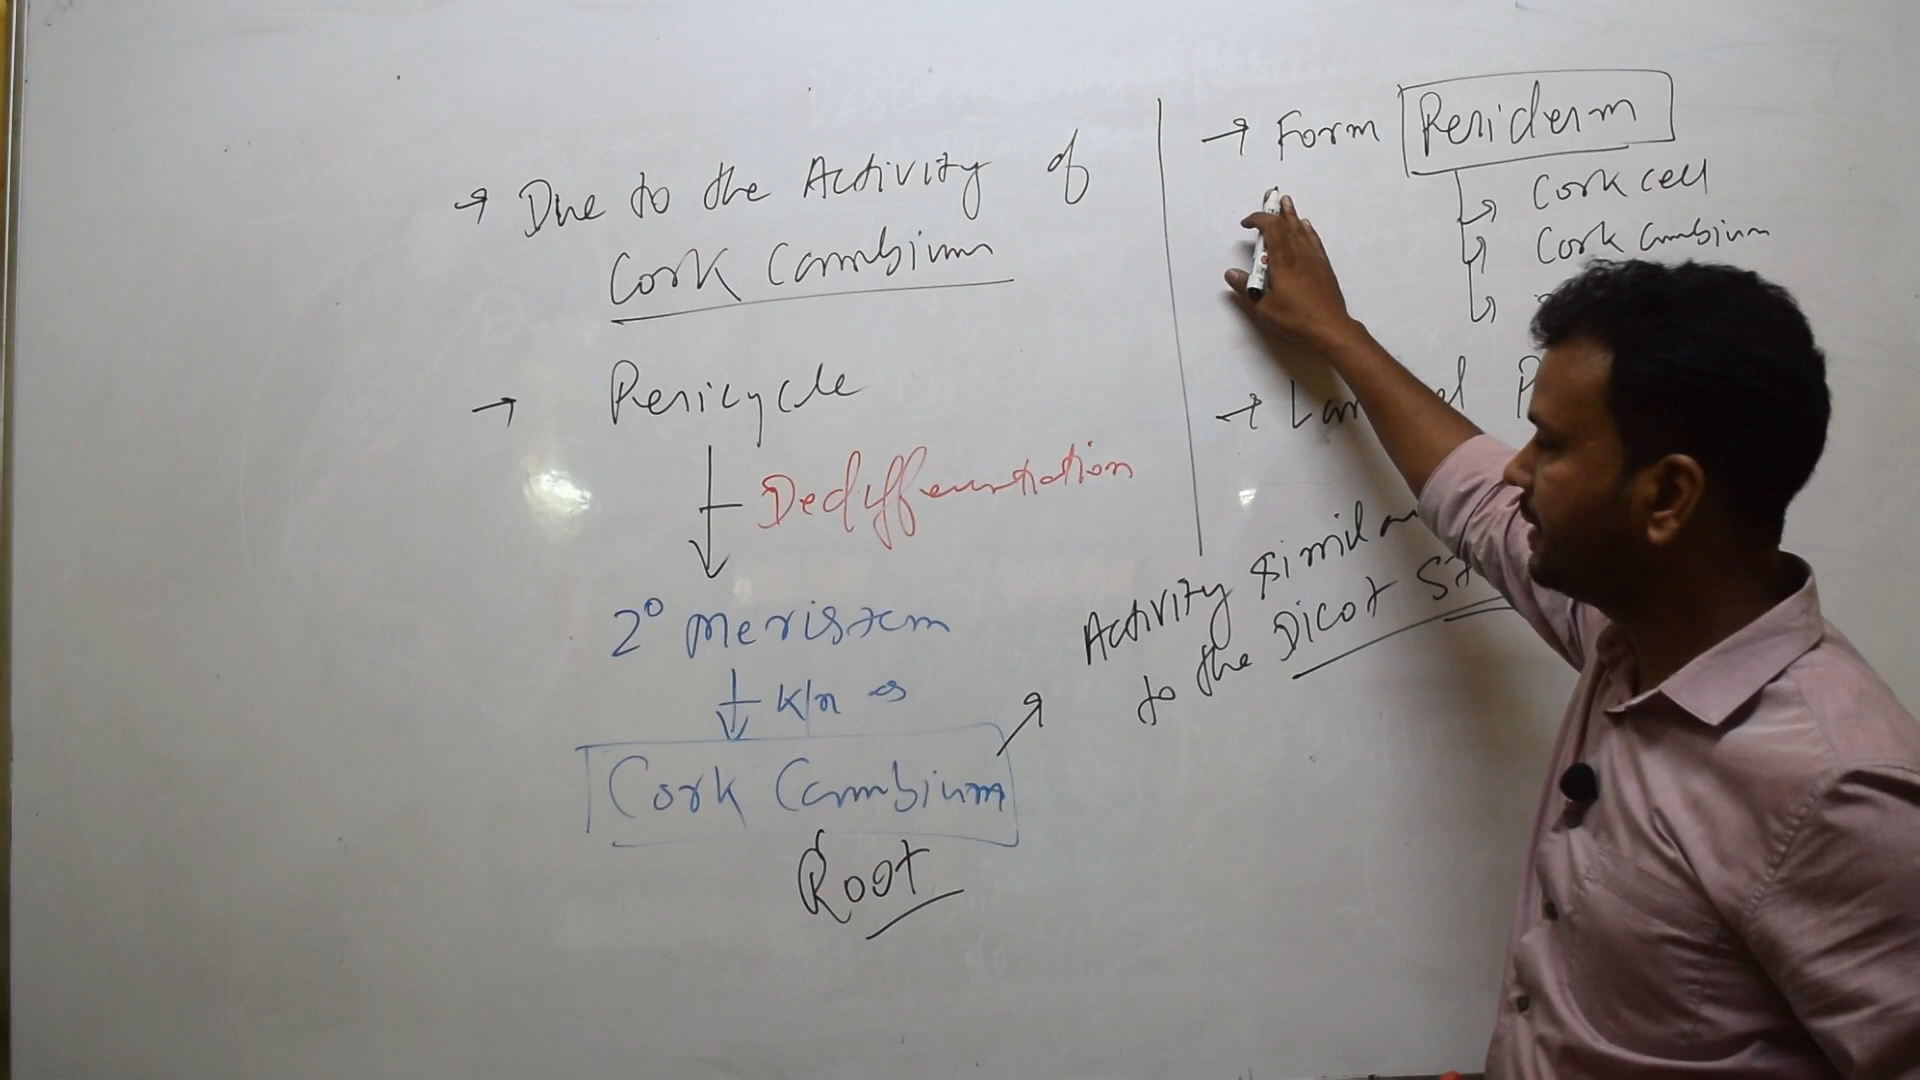 → Due to the Activity of
Cork Cambium
→ Pericycle
Dedifferentiation
2° Meristem
k/n as
Cork Cambium
Root
Activity similar
to the Dicot
→ Form Periderm
Cork cell
Cork Cambium
→